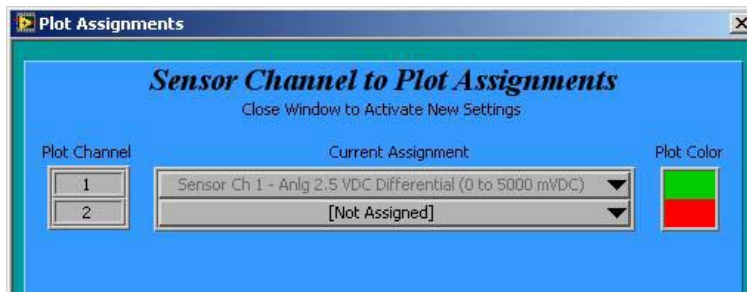 Plot Assignments
Sensor Channel to Plot Assignments
Close Window to Activate New Settings
Plot Channel Current Assignment Plot Color
1 Sensor Ch 1 - Anlg 2.5 VDC Differential (0 to 5000 mVDC)
2 [Not Assigned]